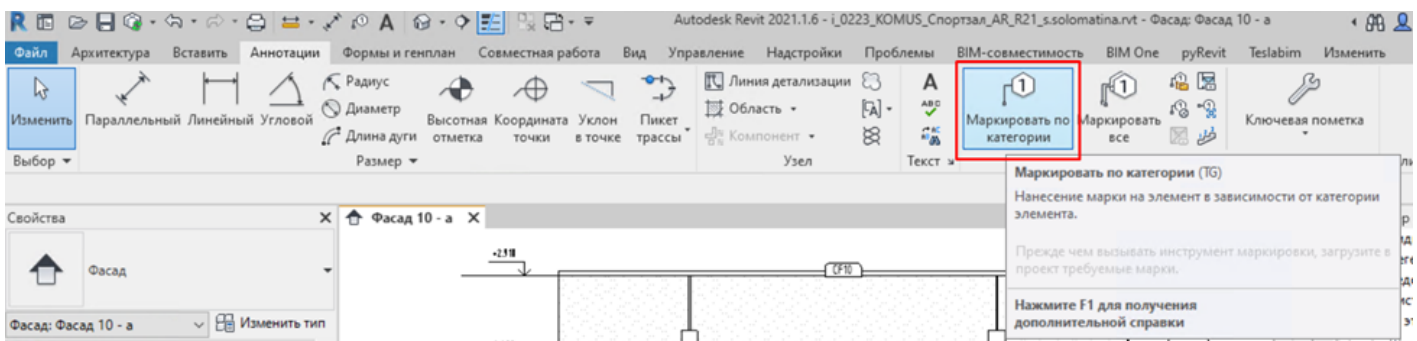 Autodesk Revit 2021.1.6 - i_0223_KOMUS_Спортзал_AR_R21_s.solomatina.rvt - Фасад: Фасад 10 - а
Файл Архитектура Вставить Аннотации Формы и генплан Совместная работа Вид Управление Надстройки Проблемы BIM-совместимость BIM One pyRevit Teslabim Изменить
Изменить
Параллельный Линейный Угловой
Радиус
Диаметр
Длина дуги
Высотная отметка
Координата точки
Уклон в точке
Пикет трассы
Линия детализации
Область
Компонент
Маркировать по категории
Маркировать все
Ключевая пометка
Выбор
Размер
Узел
Текст
Маркировать по категории (TG)
Нанесение марки на элемент в зависимости от категории
элемента.
Прежде чем вызывать инструмент маркировки, загрузите в
проект требуемые марки.
Нажмите F1 для получения
дополнительной справки
Свойства
Фасад 10 - а
Фасад
Фасад: Фасад 10 - а
Изменить тип
CF10